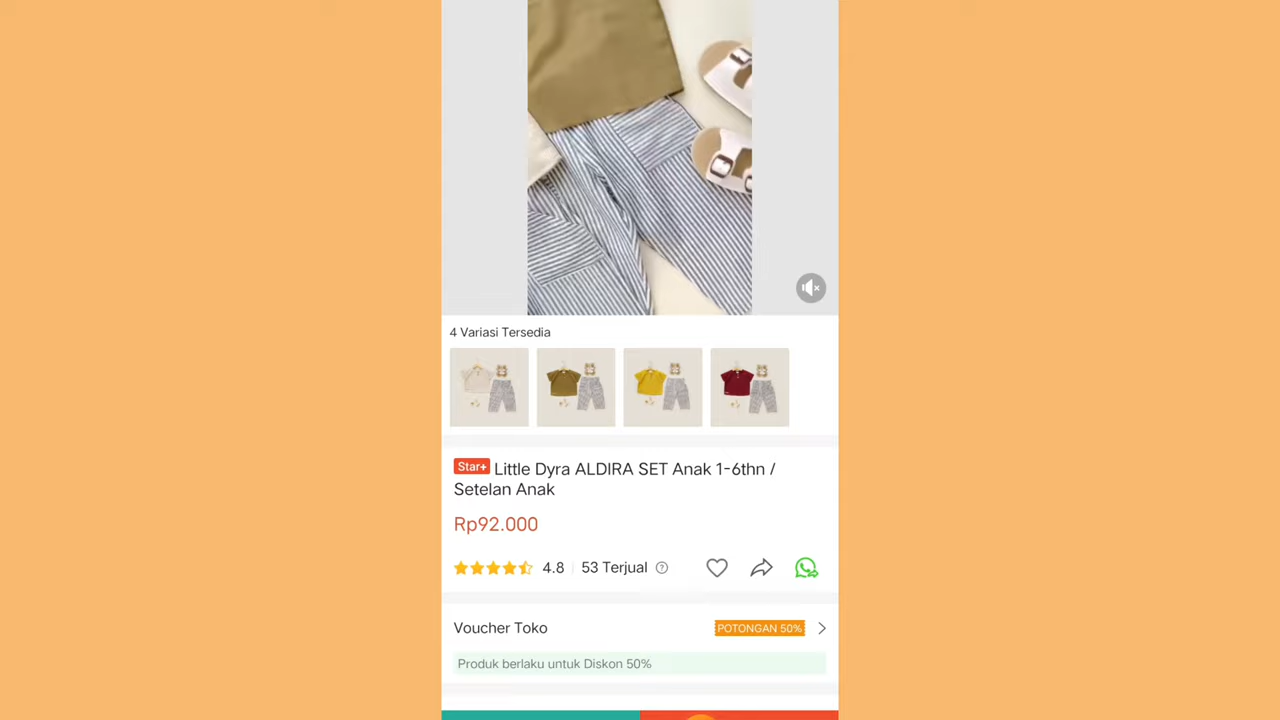 4 Variasi Tersedia
Star+ Little Dyra ALDIRA SET Anak 1-6thn /
Setelan Anak
Rp92.000
4.8 53 Terjual ?
Voucher Toko POTONGAN 50%
Produk berlaku untuk Diskon 50%